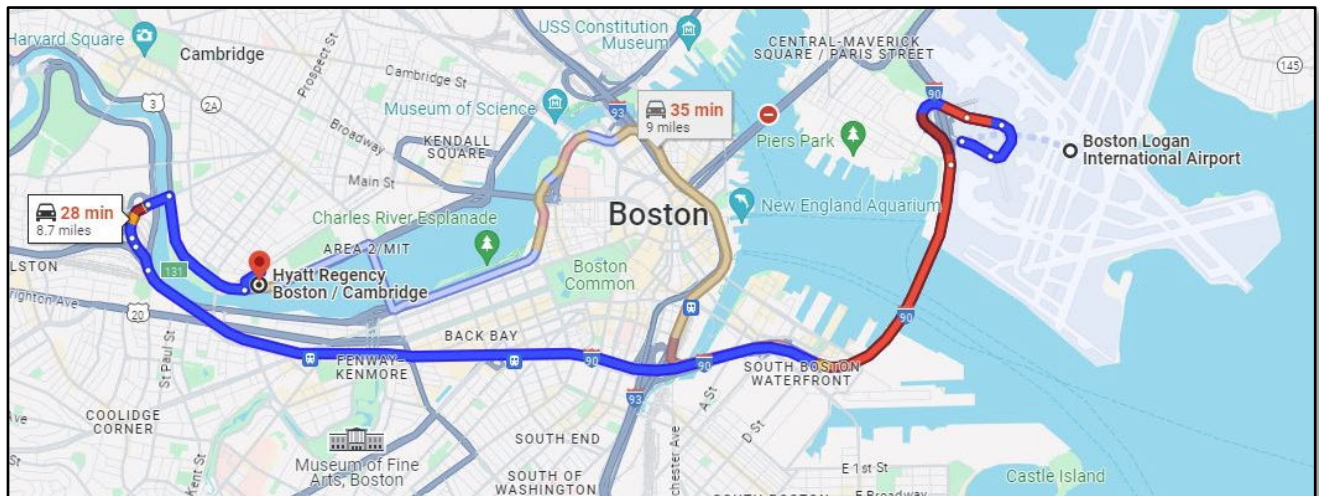 Harvard Square
Cambridge
Prospect St
Cambridge St
USS Constitution
Museum
CENTRAL-MAVERICK
SQUARE / PARIS STREET
145
3
2A
Broadway
Museum of Science
93
35 min
9 miles
90
KENDALL
SQUARE
Piers Park
Boston Logan
International Airport
Main St
28 min
8.7 miles
Charles River Esplanade
Boston
New England Aquarium
AREA 2/MIT
131
Hyatt Regency
Boston / Cambridge
Boston
Common
20
St Paul St
BACK BAY
90
FENWAY-
KENMORE
90
90
SOUTH BOSTON
WATERFRONT
93
A St
COOLIDGE
CORNER
D St
SOUTH END
Museum of Fine
Arts, Boston
Kent St
SOUTH OF
WASHINGTON
E 1st St
Castle Island